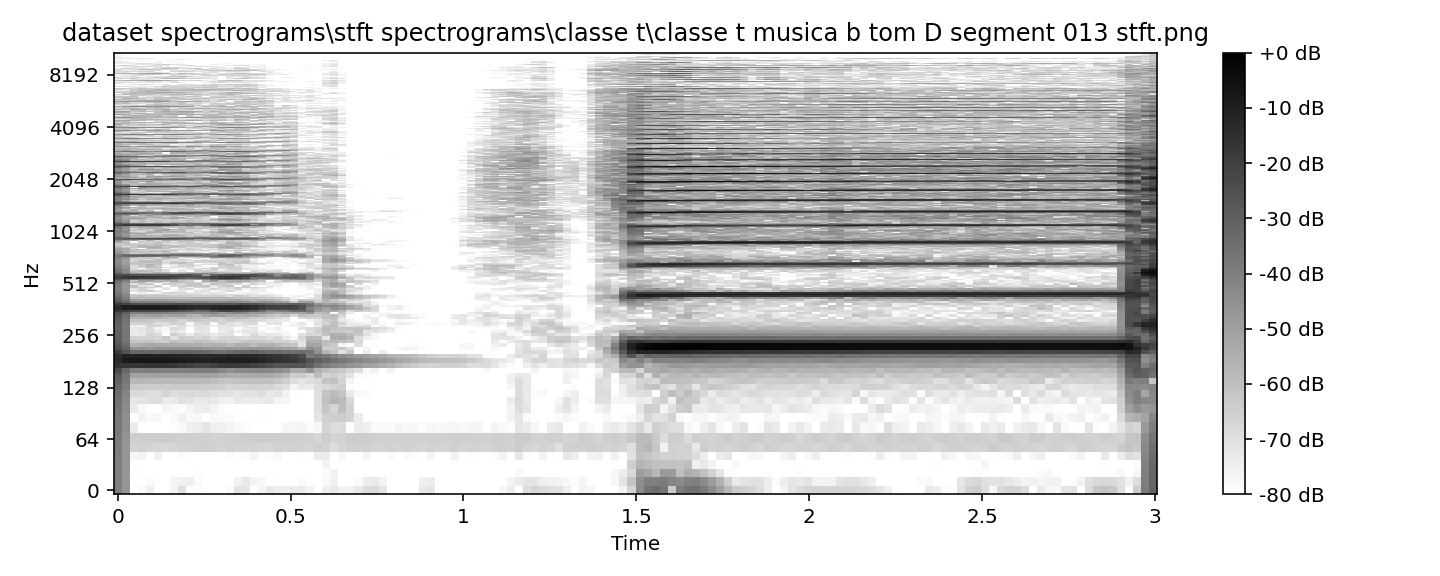 dataset spectrograms\stft spectrograms\classe t\classe t musica b tom D segment 013 stft.png
8192
4096
2048
1024
512
256
128
64
0
Hz
0
0.5
1
1.5
2
2.5
3
Time
+0 dB
-10 dB
-20 dB
-30 dB
-40 dB
-50 dB
-60 dB
-70 dB
-80 dB